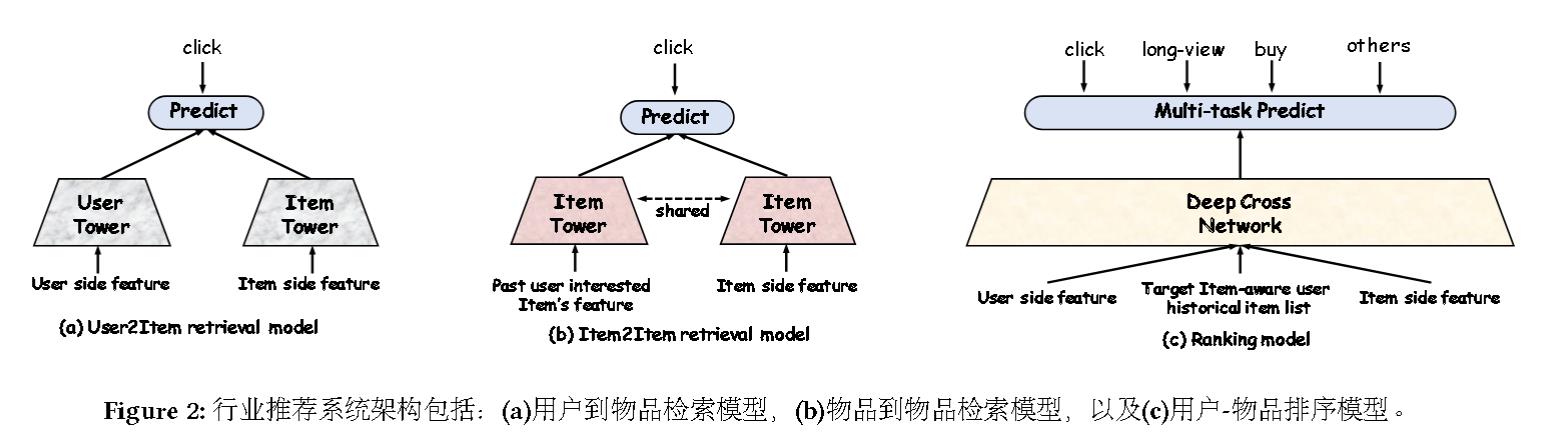 click
Predict
User
Tower
Item
Tower
User side feature
Item side feature
(a) User2Item retrieval model
click
Predict
Item
Tower
shared
Item
Tower
Past user interested
Item's feature
Item side feature
(b) Item2Item retrieval model
click
long-view
buy
others
Multi-task Predict
Deep Cross
Network
User side feature
Target Item-aware user
historical item list
Item side feature
(c) Ranking model
Figure 2: 行业推荐系统架构包括：(a)用户到物品检索模型，(b)物品到物品检索模型，以及(c)用户-物品排序模型。